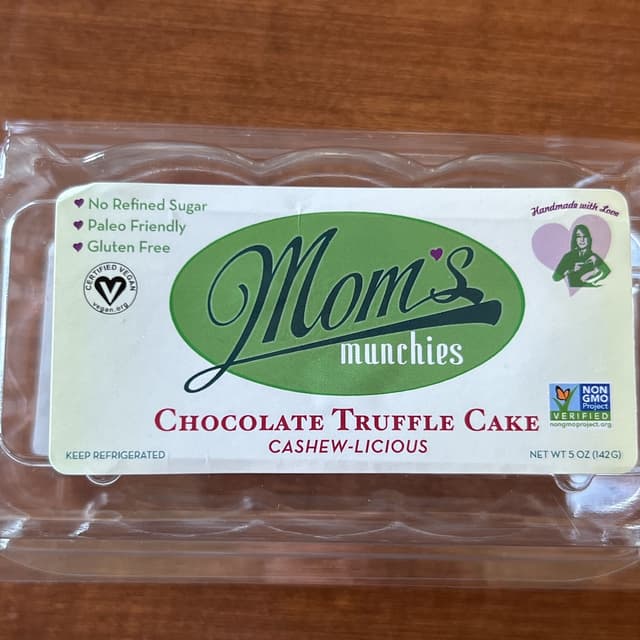 No Refined Sugar
Paleo Friendly
Gluten Free
CERTIFIED VEGAN
vegan.org
Handmade with Love
Mom's
munchies
NON
GMO
Project
VERIFIED
nongmoproject.org
CHOCOLATE TRUFFLE CAKE
CASHEW-LICIOUS
KEEP REFRIGERATED
NET WT 5 OZ (142G)